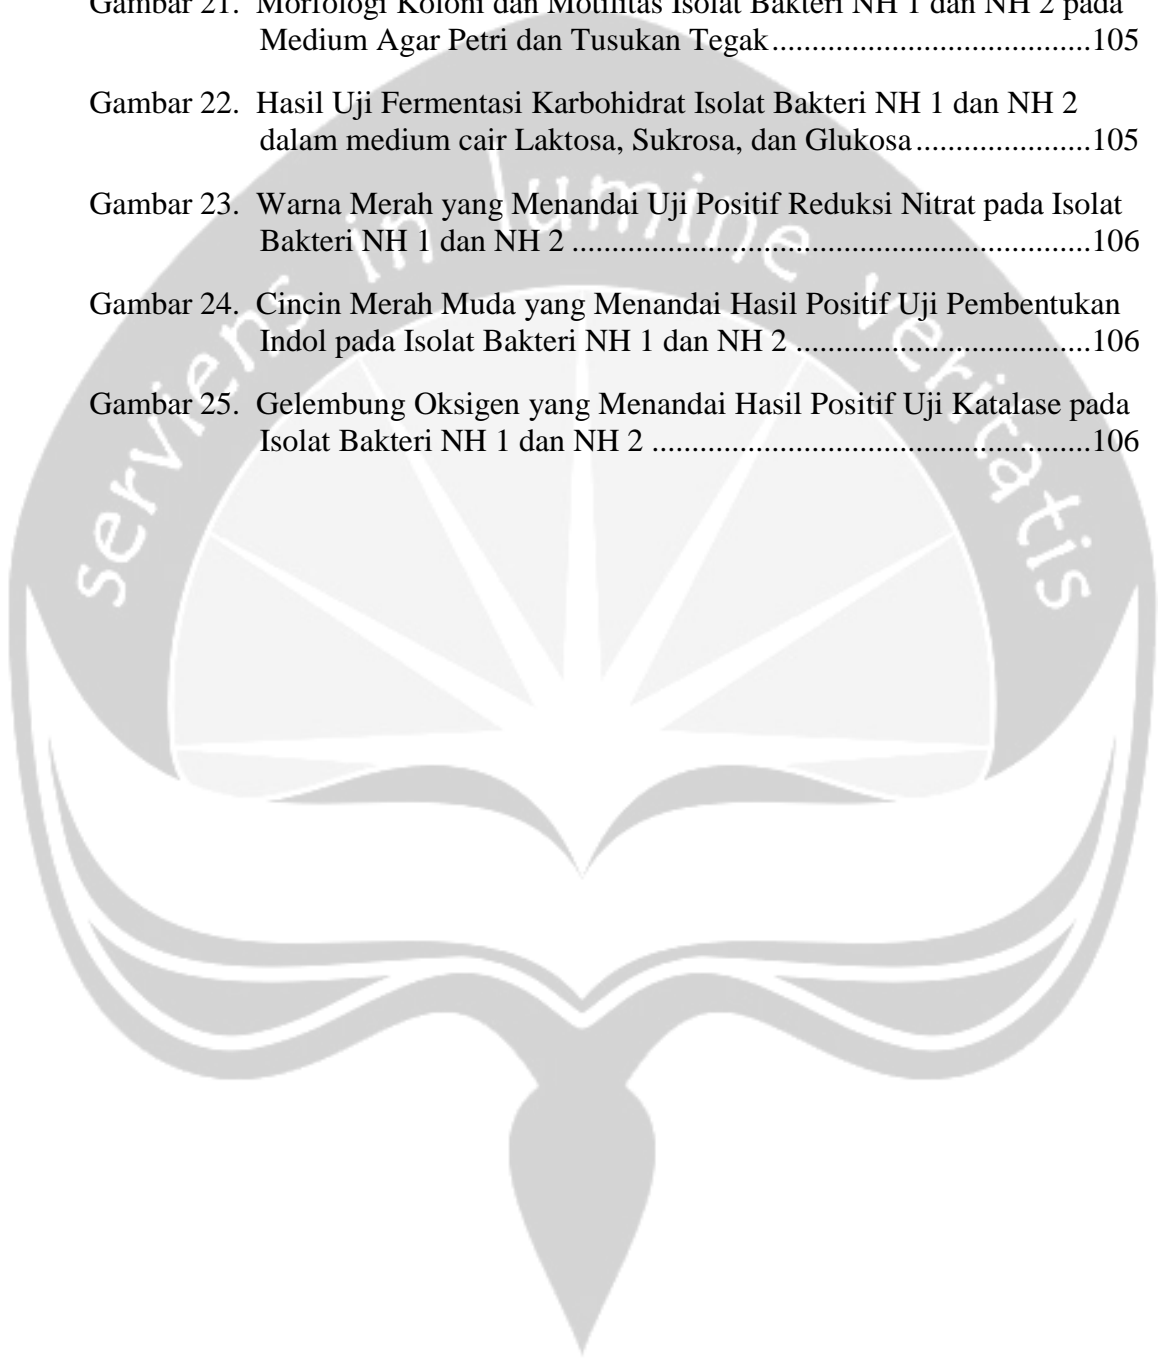 Gambar 21. Morfologi Koloni dan Motilitas Isolat Bakteri NH 1 dan NH 2 pada
Medium Agar Petri dan Tusukan Tegak........................................105
Gambar 22. Hasil Uji Fermentasi Karbohidrat Isolat Bakteri NH 1 dan NH 2
dalam medium cair Laktosa, Sukrosa, dan Glukosa......................105
Gambar 23. Warna Merah yang Menandai Uji Positif Reduksi Nitrat pada Isolat
Bakteri NH 1 dan NH 2 .................................................................106
Gambar 24. Cincin Merah Muda yang Menandai Hasil Positif Uji Pembentukan
Indol pada Isolat Bakteri NH 1 dan NH 2 .....................................106
Gambar 25. Gelembung Oksigen yang Menandai Hasil Positif Uji Katalase pada
Isolat Bakteri NH 1 dan NH 2 .......................................................106
serviens in lumine veritatis